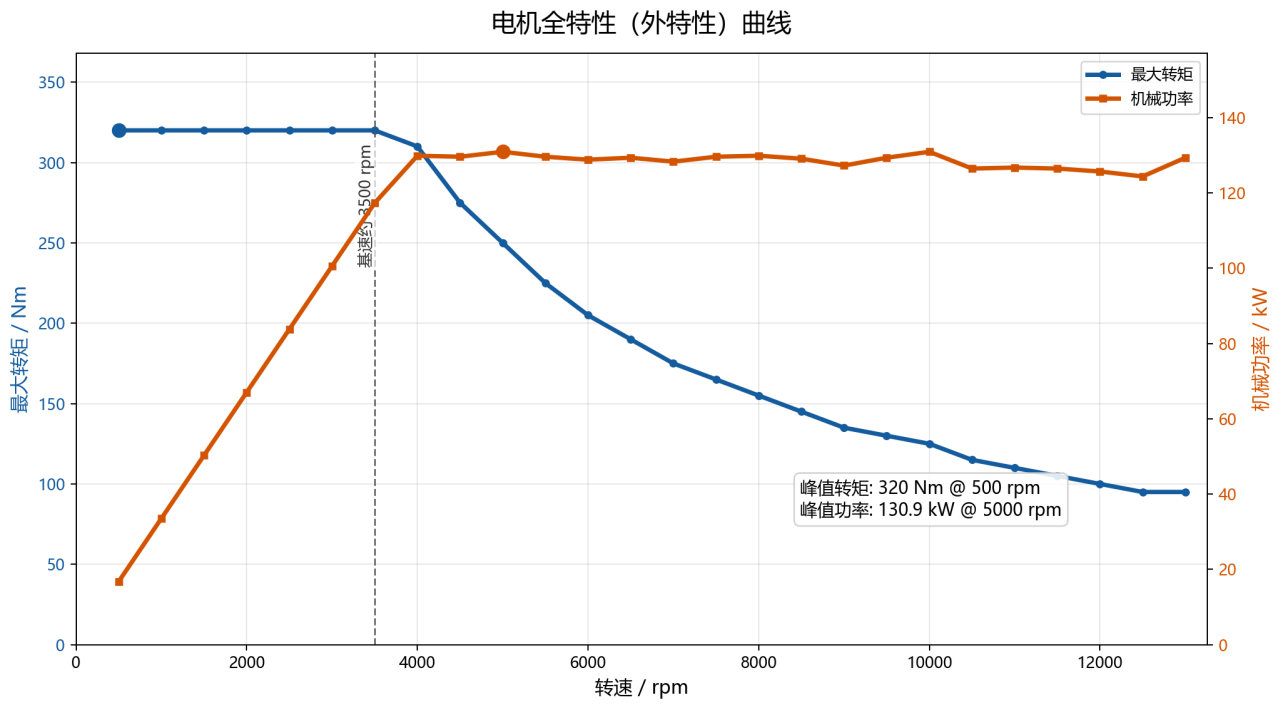 电机全特性（外特性）曲线
最大转矩
机械功率
350
300
250
200
150
100
50
0
最大转矩 / Nm
基速约 3500 rpm
140
120
100
80
60
40
20
0
机械功率 / kW
峰值转矩: 320 Nm @ 500 rpm
峰值功率: 130.9 kW @ 5000 rpm
0 2000 4000 6000 8000 10000 12000
转速 / rpm